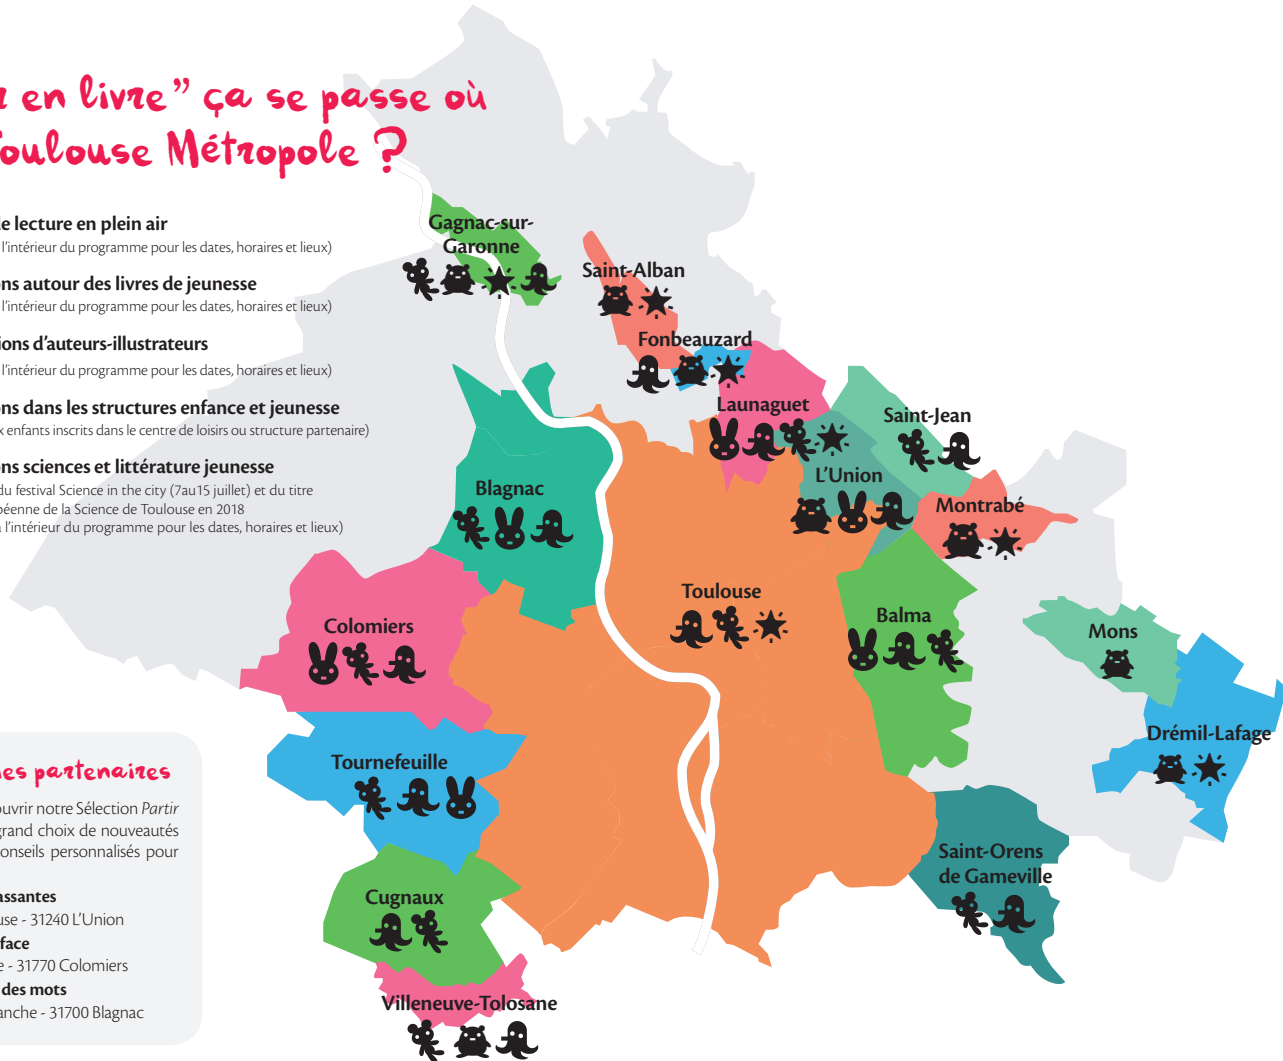 en livre” ça se passe où
oulouse Métropole ?
de lecture en plein air
l’intérieur du programme pour les dates, horaires et lieux)
ons autour des livres de jeunesse
l’intérieur du programme pour les dates, horaires et lieux)
ions d’auteurs-illustrateurs
l’intérieur du programme pour les dates, horaires et lieux)
ons dans les structures enfance et jeunesse
x enfants inscrits dans le centre de loisirs ou structure partenaire)
ons sciences et littérature jeunesse
du festival Science in the city (7au15 juillet) et du titre
péenne de la Science de Toulouse en 2018
à l’intérieur du programme pour les dates, horaires et lieux)
Gagnac-sur-
Garonne
Saint-Alban
Fonbeauzard
Launaguet
Saint-Jean
L’Union
Blagnac
Montrabé
Toulouse
Balma
Colomiers
Mons
Drémil-Lafage
Tournefeuille
Saint-Orens
de Gameville
Cugnaux
Villeneuve-Tolosane
es partenaires
ouvrir notre Sélection Partir
grand choix de nouveautés
onseils personnalisés pour
assantes
use - 31240 L’Union
face
e - 31770 Colomiers
des mots
anche - 31700 Blagnac